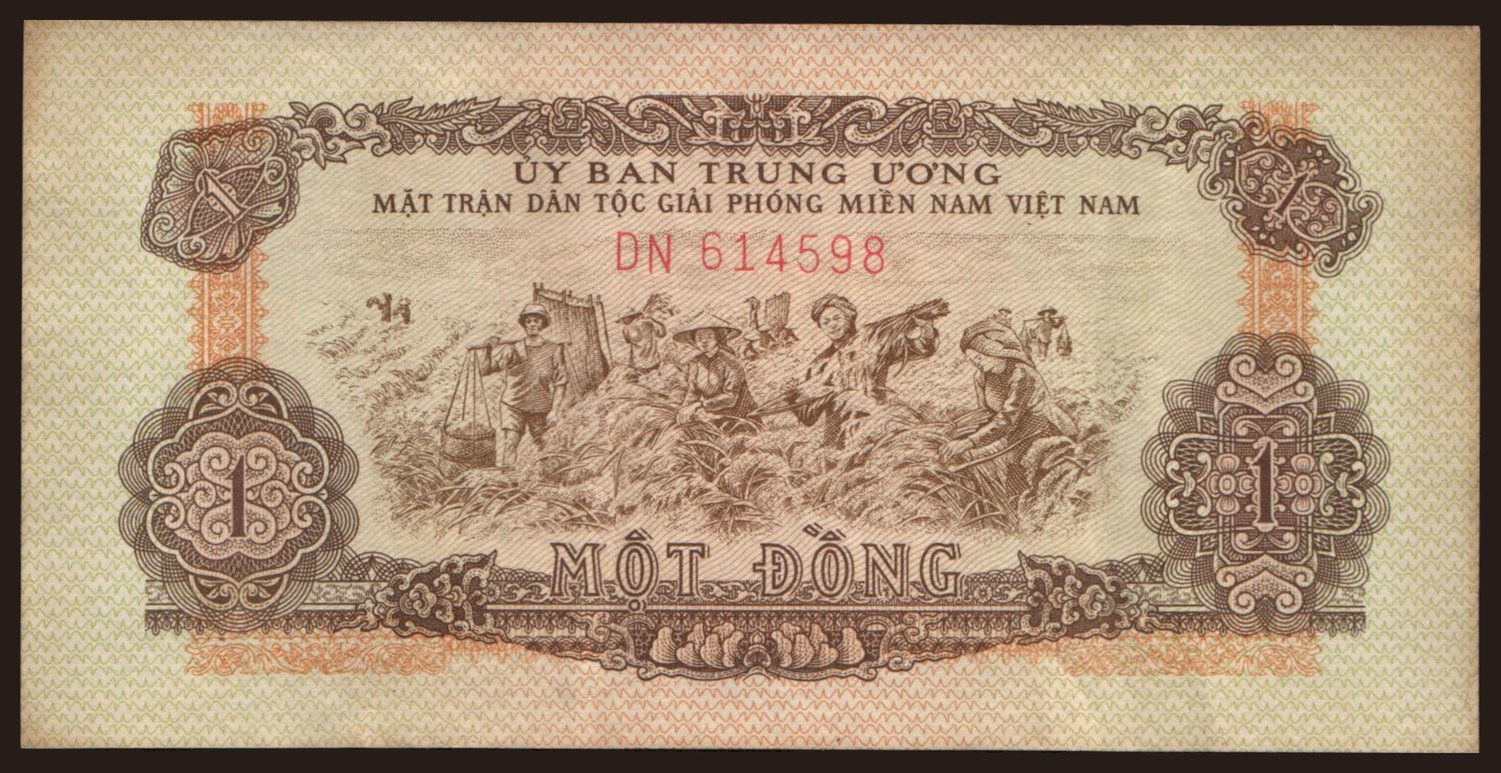 ỦY BAN TRUNG ƯƠNG
MẶT TRẬN DÂN TỘC GIẢI PHÓNG MIỀN NAM VIỆT NAM
DN 614598
1 1
1 1
MỘT ĐỒNG